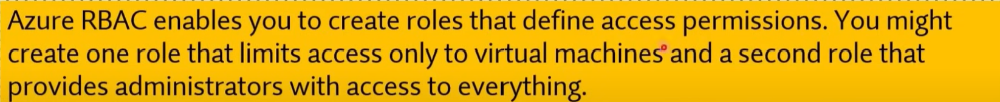 Azure RBAC enables you to create roles that define access permissions. You might
create one role that limits access only to virtual machines and a second role that
provides administrators with access to everything.